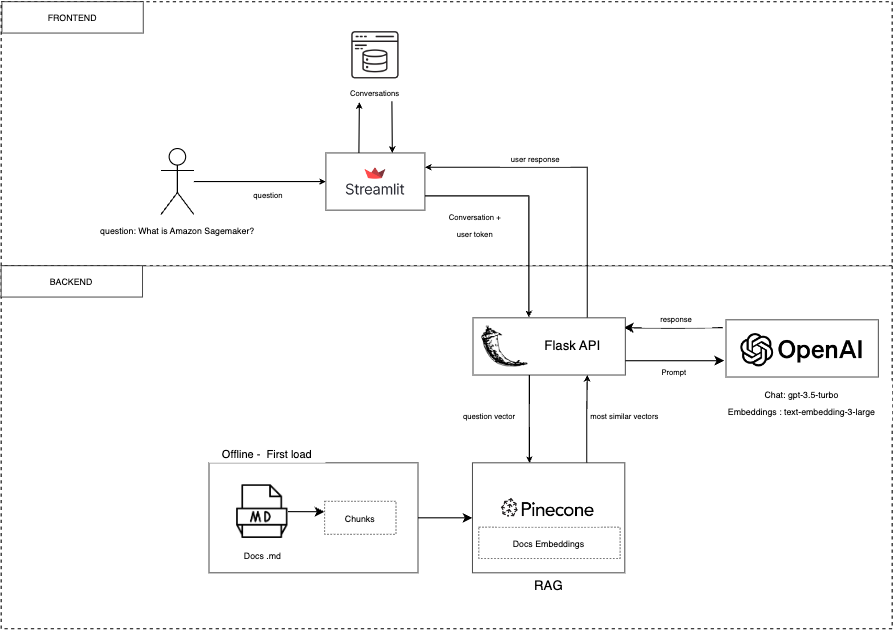 FRONTEND
Conversations
Streamlit
user response
question
question: What is Amazon Sagemaker?
Conversation +
user token
BACKEND
Flask API
response
Prompt
OpenAI
Chat: gpt-3.5-turbo
Embeddings : text-embedding-3-large
question vector
most similar vectors
Offline - First load
MD
Chunks
Docs .md
Pinecone
Docs Embeddings
RAG